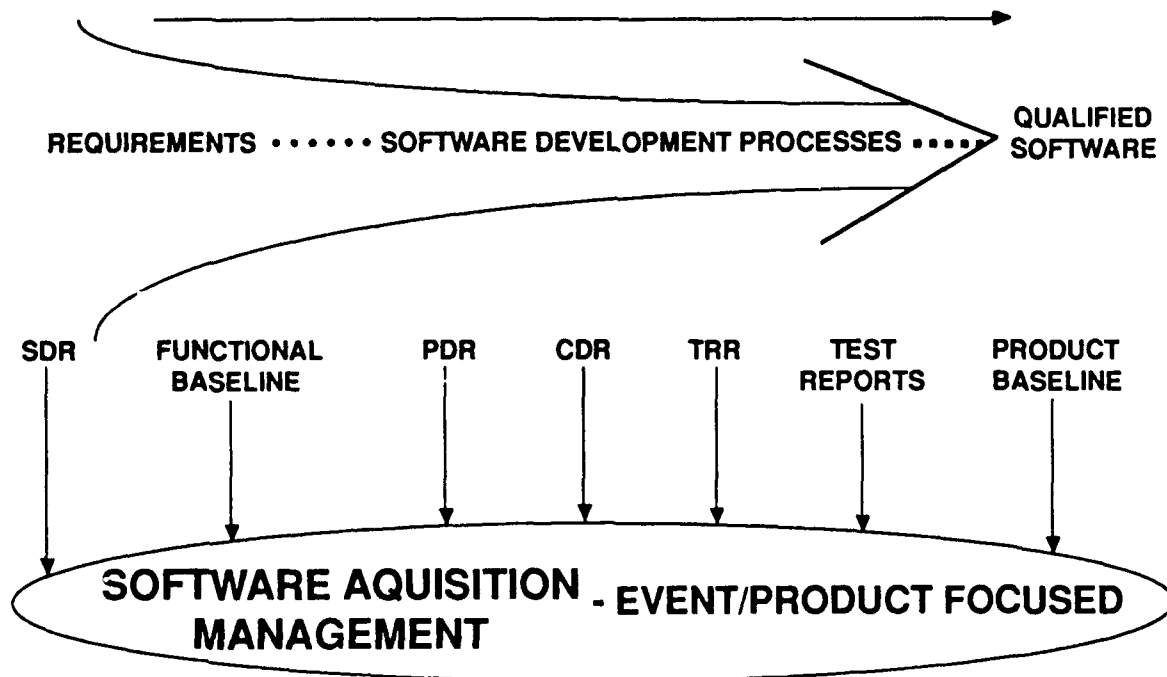 REQUIREMENTS ······ SOFTWARE DEVELOPMENT PROCESSES ······ QUALIFIED SOFTWARE
SDR
FUNCTIONAL
BASELINE
PDR
CDR
TRR
TEST
REPORTS
PRODUCT
BASELINE
SOFTWARE AQUISITION
MANAGEMENT
- EVENT/PRODUCT FOCUSED